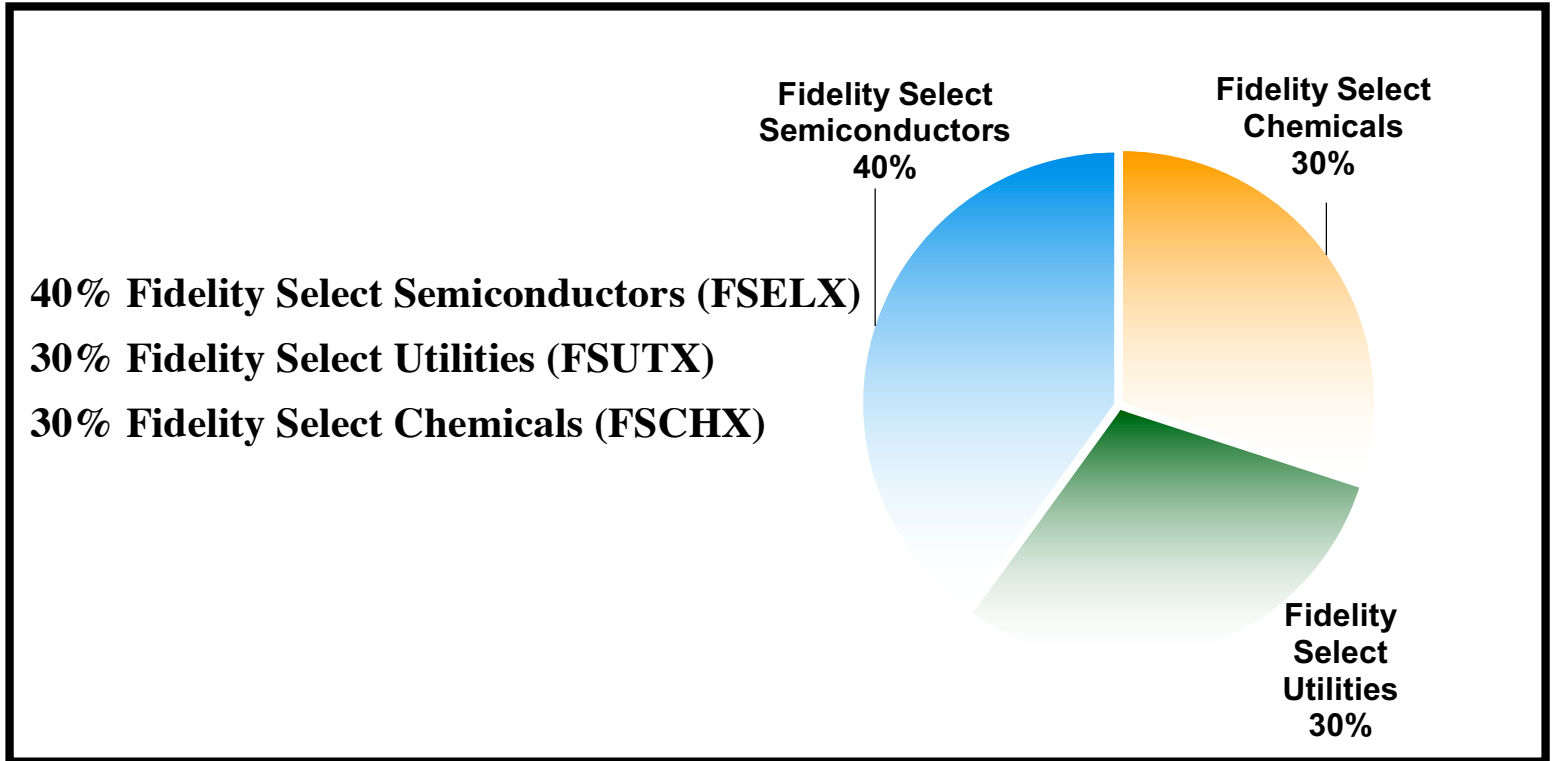 40% Fidelity Select Semiconductors (FSELX)
30% Fidelity Select Utilities (FSUTX)
30% Fidelity Select Chemicals (FSCHX)
Fidelity Select
Semiconductors
40%
Fidelity Select
Chemicals
30%
Fidelity
Select
Utilities
30%